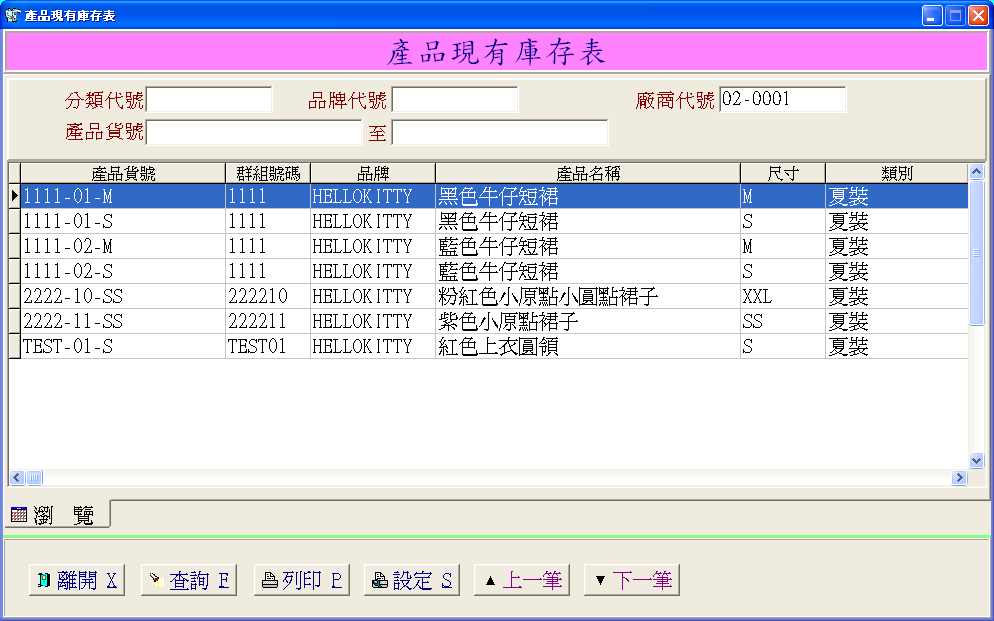 產品現有庫存表
產品現有庫存表
分類代號 品牌代號 廠商代號 02-0001
產品貨號 至
產品貨號 群組號碼 品牌 產品名稱 尺寸 類別
1111-01-M 1111 HELLOKITTY 黑色牛仔短裙 M 夏裝
1111-01-S 1111 HELLOKITTY 黑色牛仔短裙 S 夏裝
1111-02-M 1111 HELLOKITTY 藍色牛仔短裙 M 夏裝
1111-02-S 1111 HELLOKITTY 藍色牛仔短裙 S 夏裝
2222-10-SS 222210 HELLOKITTY 粉紅色小原點小圓點裙子 XXL 夏裝
2222-11-SS 222211 HELLOKITTY 紫色小原點裙子 SS 夏裝
TEST-01-S TEST01 HELLOKITTY 紅色上衣圓領 S 夏裝
瀏 覽
離開 X 查詢 F 列印 P 設定 S ▲上一筆 ▼下一筆